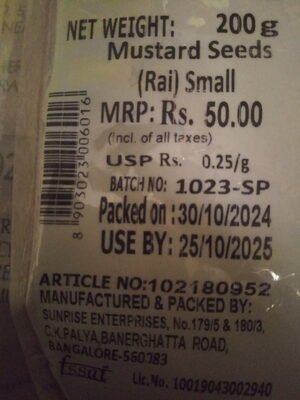 NET WEIGHT: 200 g
Mustard Seeds
(Rai) Small
MRP: Rs. 50.00
(Incl. of all taxes)
USP Rs. 0.25/g
BATCH NO: 1023-SP
Packed on : 30/10/2024
USE BY: 25/10/2025
ARTICLE NO:102180952
MANUFACTURED & PACKED BY:
SUNRISE ENTERPRISES, No.179/5 & 180/3,
C.K.PALYA,BANERGHATTA ROAD,
BANGALORE-560083
fssai
Lic.No. 10019043002940
8 903023 006016